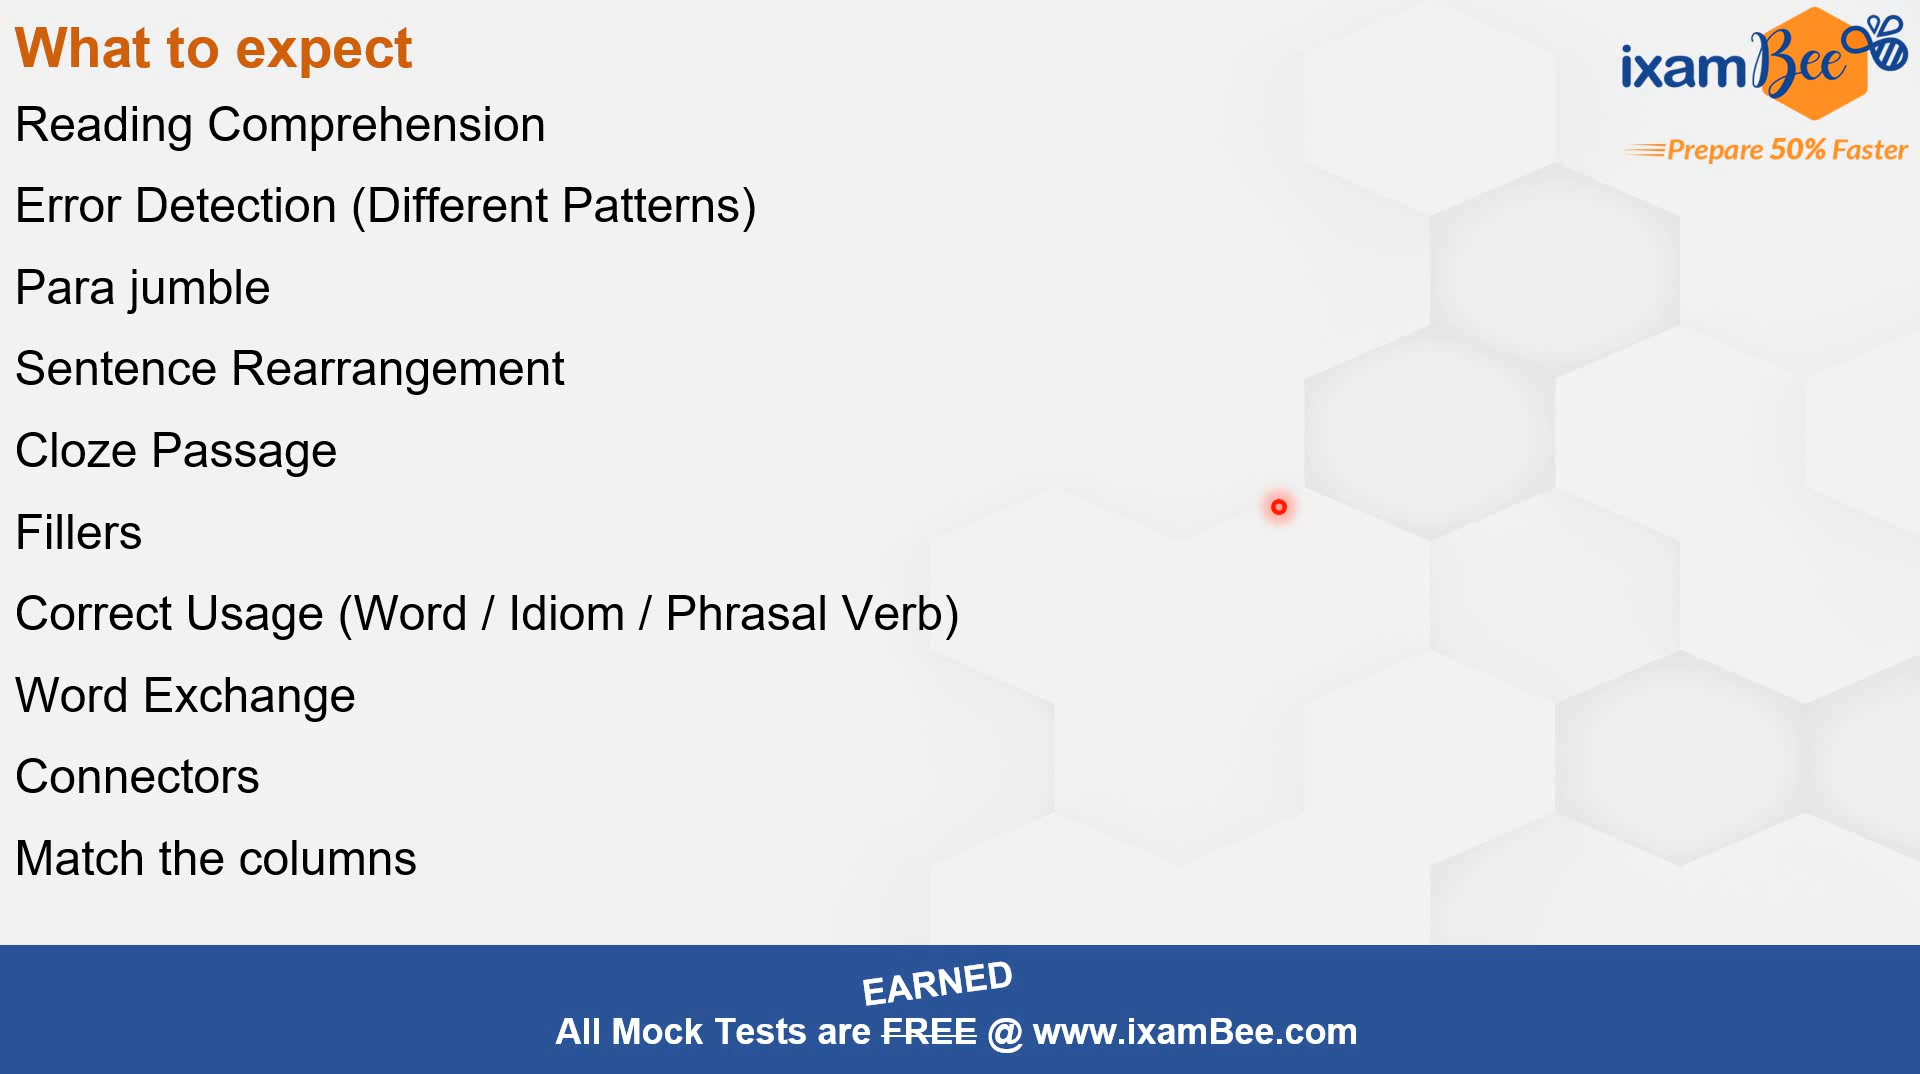 What to expect
ixamBee
Prepare 50% Faster
Reading Comprehension
Error Detection (Different Patterns)
Para jumble
Sentence Rearrangement
Cloze Passage
Fillers
Correct Usage (Word / Idiom / Phrasal Verb)
Word Exchange
Connectors
Match the columns
EARNED
All Mock Tests are FREE @ www.ixamBee.com